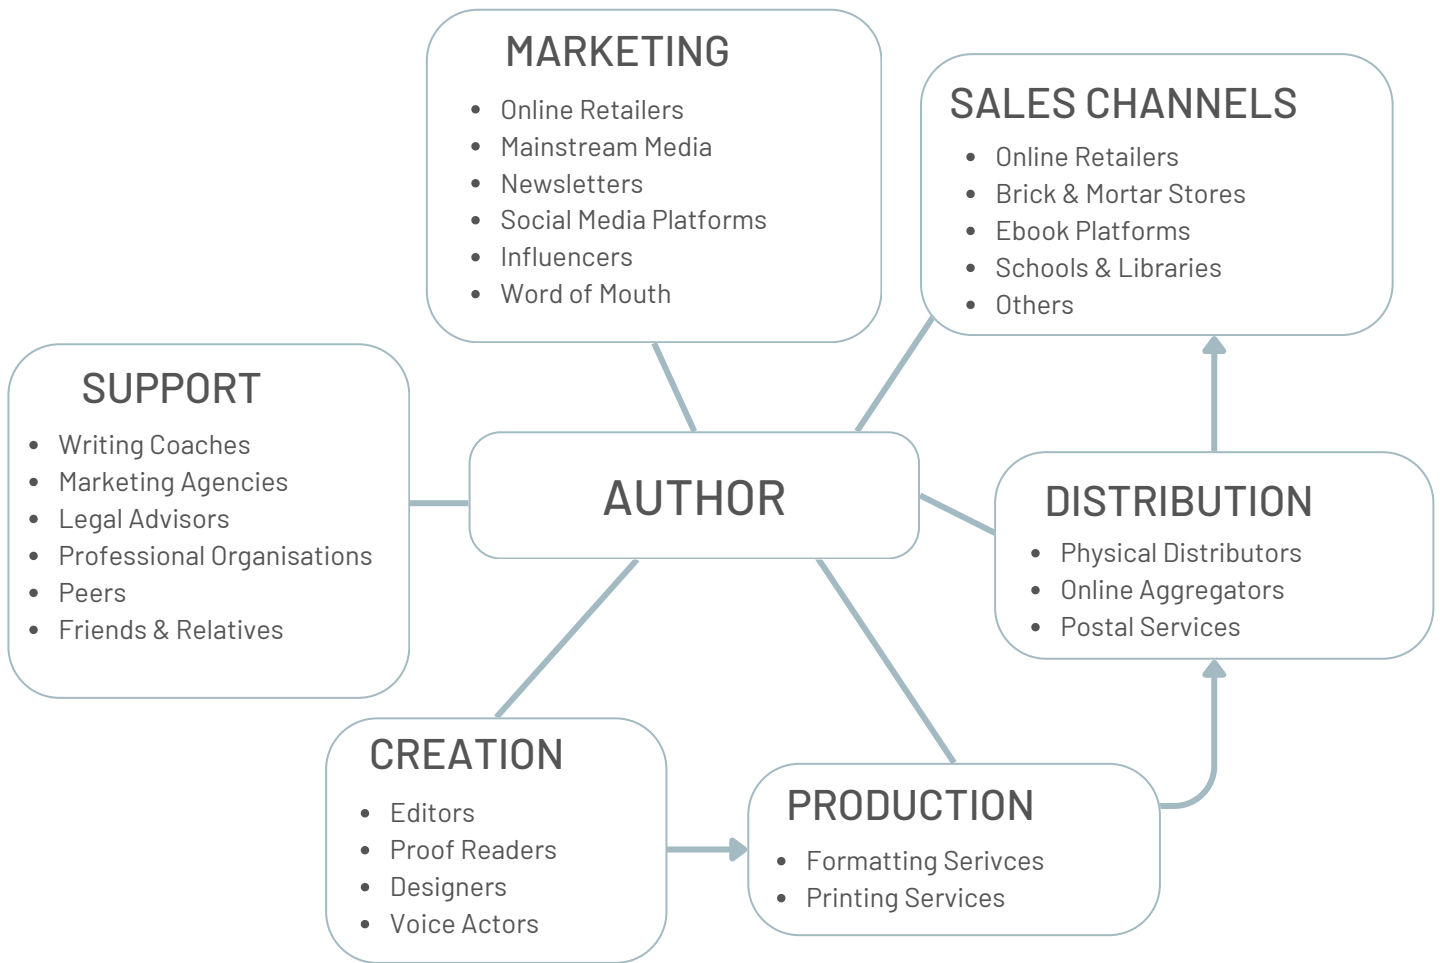 MARKETING
• Online Retailers
• Mainstream Media
• Newsletters
• Social Media Platforms
• Influencers
• Word of Mouth
SALES CHANNELS
• Online Retailers
• Brick & Mortar Stores
• Ebook Platforms
• Schools & Libraries
• Others
SUPPORT
• Writing Coaches
• Marketing Agencies
• Legal Advisors
• Professional Organisations
• Peers
• Friends & Relatives
AUTHOR
DISTRIBUTION
• Physical Distributors
• Online Aggregators
• Postal Services
CREATION
• Editors
• Proof Readers
• Designers
• Voice Actors
PRODUCTION
• Formatting Serivces
• Printing Services